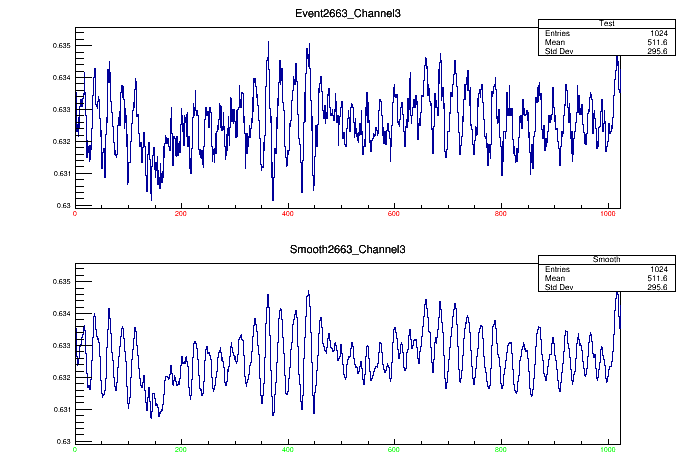 Event2663_Channel3
Test
Entries 1024
Mean 511.6
Std Dev 295.6
0.635
0.634
0.633
0.632
0.631
0.63
0 200 400 600 800 1000
Smooth2663_Channel3
Smooth
Entries 1024
Mean 511.6
Std Dev 295.6
0.635
0.634
0.633
0.632
0.631
0.63
0 200 400 600 800 1000